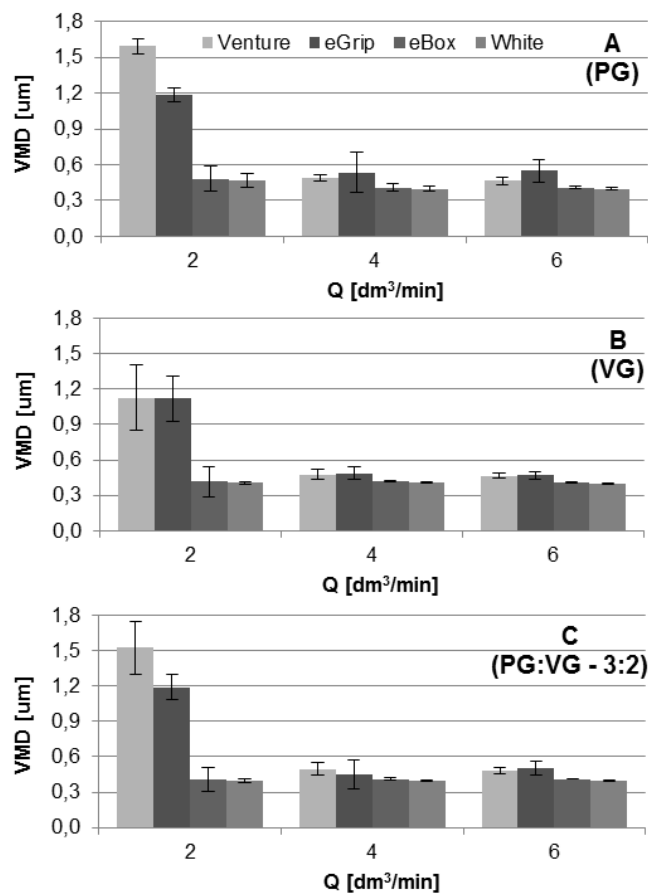 1,8
Venture eGrip eBox White
A
(PG)
1,5
1,2
0,9
0,6
0,3
0,0
VMD [um]
2 4 6
Q [dm³/min]
1,8
B
(VG)
1,5
1,2
0,9
0,6
0,3
0,0
VMD [um]
2 4 6
Q [dm³/min]
1,8
C
(PG:VG - 3:2)
1,5
1,2
0,9
0,6
0,3
0,0
VMD [um]
2 4 6
Q [dm³/min]